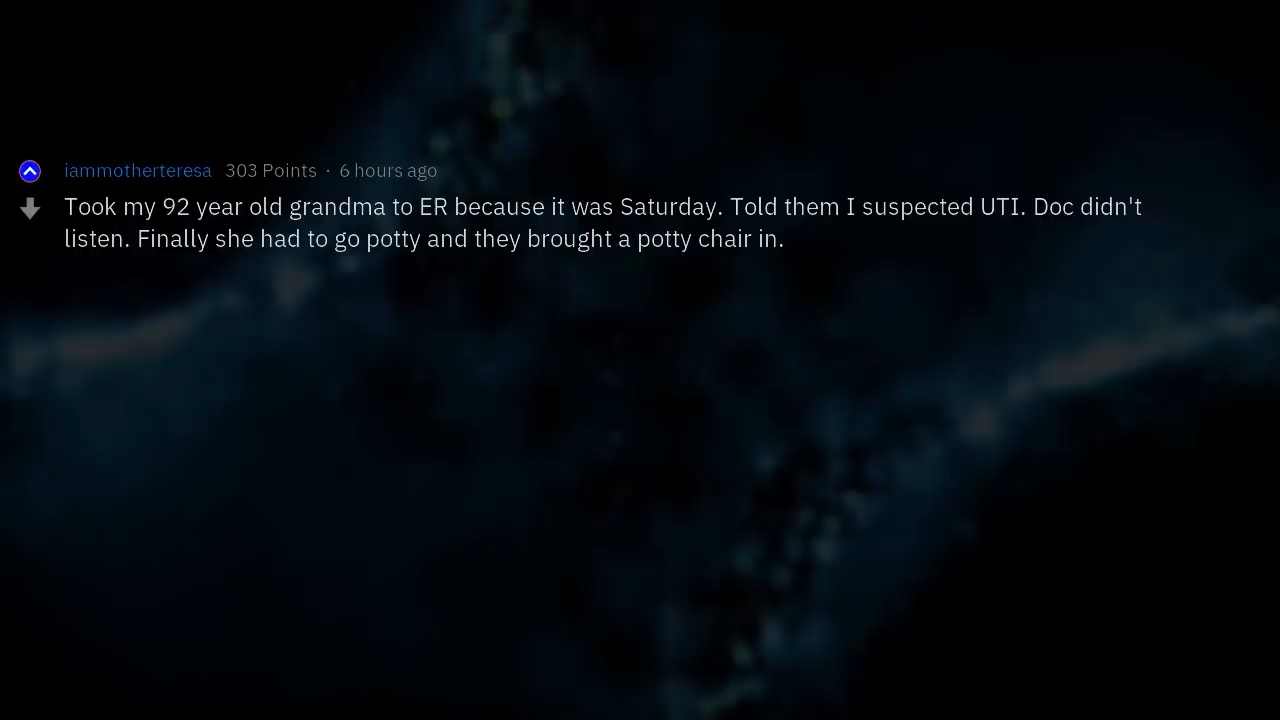 iammotherteresa 303 Points · 6 hours ago
Took my 92 year old grandma to ER because it was Saturday. Told them I suspected UTI. Doc didn't
listen. Finally she had to go potty and they brought a potty chair in.